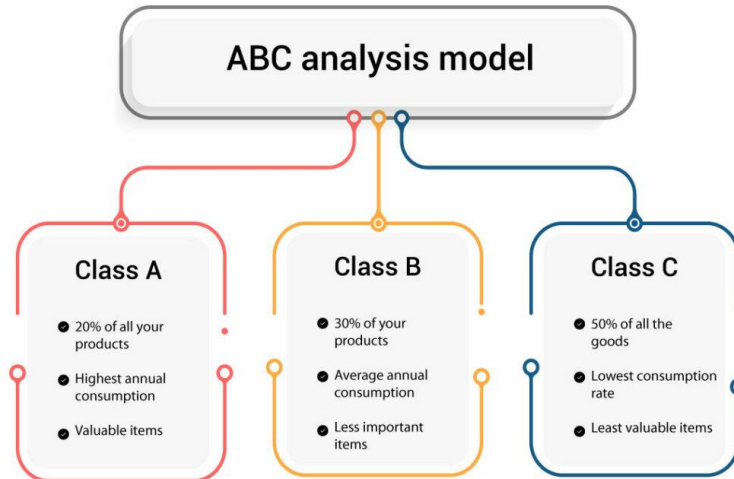 ABC analysis model
Class A
20% of all your
products
Highest annual
consumption
Valuable items
Class B
30% of your
products
Average annual
consumption
Less important
items
Class C
50% of all the
goods
Lowest consumption
rate
Least valuable items